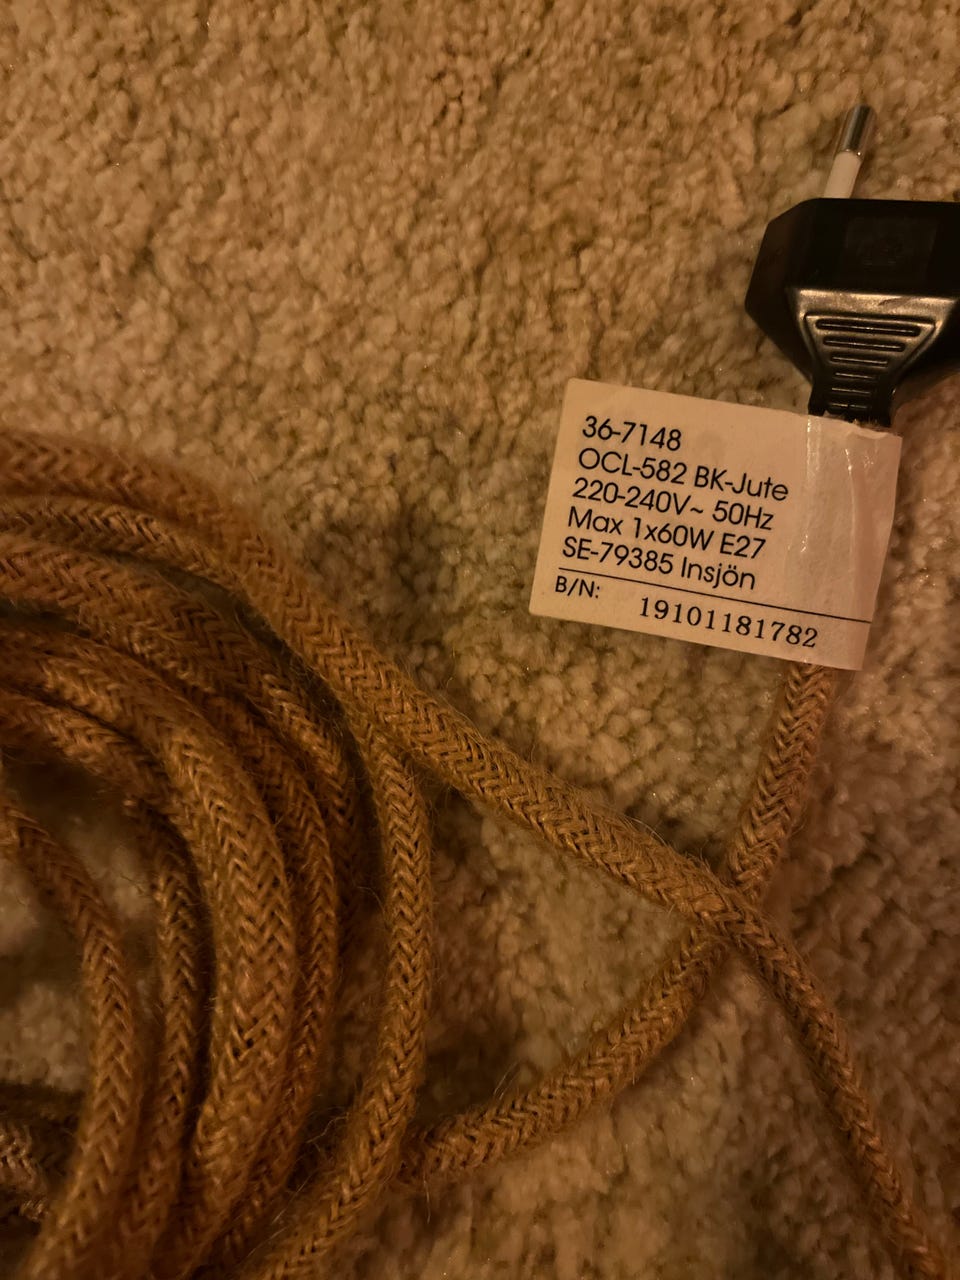 36-7148
OCL-582 BK-Jute
220-240V~ 50Hz
Max 1x60W E27
SE-79385 Insjön
B/N: 19101181782